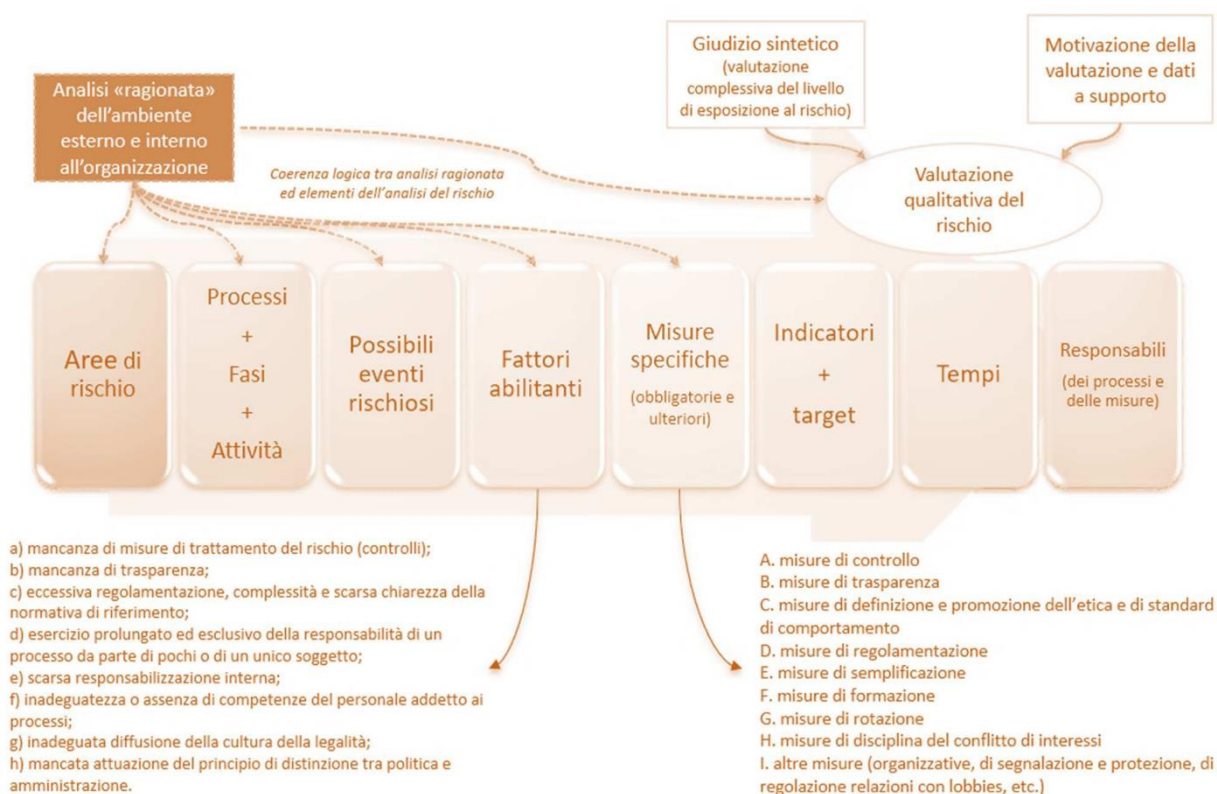 Analisi «ragionata»
dell'ambiente
esterno e interno
all'organizzazione
Giudizio sintetico
(valutazione
complessiva del livello
di esposizione al rischio)
Motivazione della
valutazione e dati
a supporto
Coerenza logica tra analisi ragionata
ed elementi dell'analisi del rischio
Valutazione
qualitativa del
rischio
Aree di
rischio
Processi
+
Fasi
+
Attività
Possibili
eventi
rischiosi
Fattori
abilitanti
Misure
specifiche
(obbligatorie e
ulteriori)
Indicatori
+
target
Tempi
Responsabili
(dei processi e
delle misure)
a) mancanza di misure di trattamento del rischio (controlli);
b) mancanza di trasparenza;
c) eccessiva regolamentazione, complessità e scarsa chiarezza della
normativa di riferimento;
d) esercizio prolungato ed esclusivo della responsabilità di un
processo da parte di pochi o di un unico soggetto;
e) scarsa responsabilizzazione interna;
f) inadeguatezza o assenza di competenze del personale addetto ai
processi;
g) inadeguata diffusione della cultura della legalità;
h) mancata attuazione del principio di distinzione tra politica e
amministrazione.
A. misure di controllo
B. misure di trasparenza
C. misure di definizione e promozione dell'etica e di standard
di comportamento
D. misure di regolamentazione
E. misure di semplificazione
F. misure di formazione
G. misure di rotazione
H. misure di disciplina del conflitto di interessi
I. altre misure (organizzative, di segnalazione e protezione, di
regolazione relazioni con lobbies, etc.)